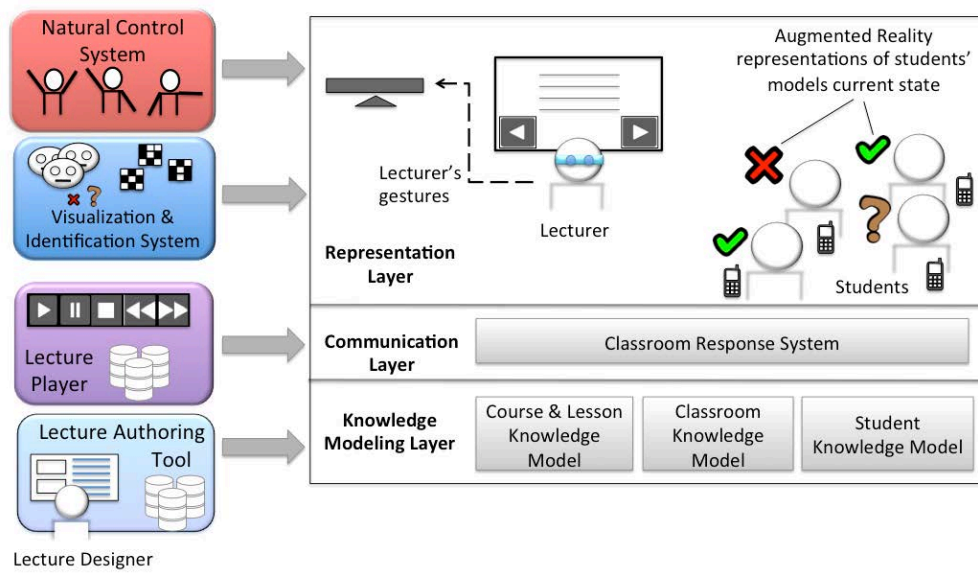 Natural Control
System
Visualization &
Identification System
Lecture
Player
Lecture Authoring
Tool
Lecture Designer
Lecturer's
gestures
Lecturer
Augmented Reality
representations of students'
models current state
Students
Representation
Layer
Communication
Layer
Classroom Response System
Knowledge
Modeling Layer
Course & Lesson
Knowledge
Model
Classroom
Knowledge
Model
Student
Knowledge Model